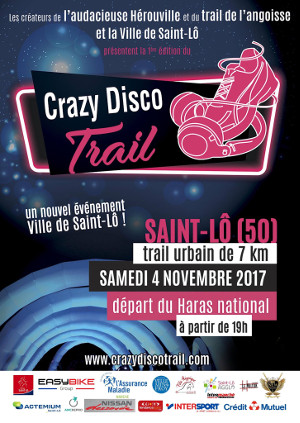 Les créateurs de l'audacieuse Hérouville et du trail de l'angoisse
et la Ville de Saint-Lô
présentent la 1ère édition du
Crazy Disco
Trail
un nouvel événement
Ville de Saint-Lô !
SAINT-LÔ (50)
trail urbain de 7 km
SAMEDI 4 NOVEMBRE 2017
départ du Haras national
à partir de 19h
www.crazydiscotrail.com
EASYBIKE
Group
l'Assurance
Maladie
AGTEMIUM
NISSAN
INTERSPORT
Crédit Mutuel